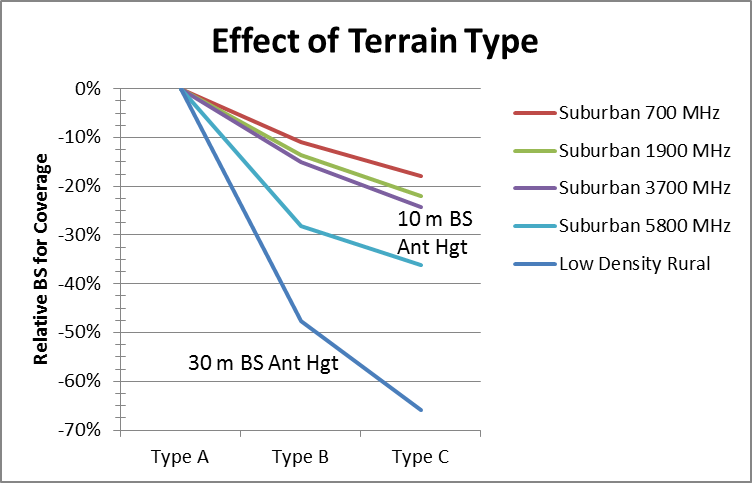 Effect of Terrain Type
Relative BS for Coverage
0%
-10%
-20%
-30%
-40%
-50%
-60%
-70%
Type A
Type B
Type C
10 m BS
Ant Hgt
30 m BS Ant Hgt
Suburban 700 MHz
Suburban 1900 MHz
Suburban 3700 MHz
Suburban 5800 MHz
Low Density Rural